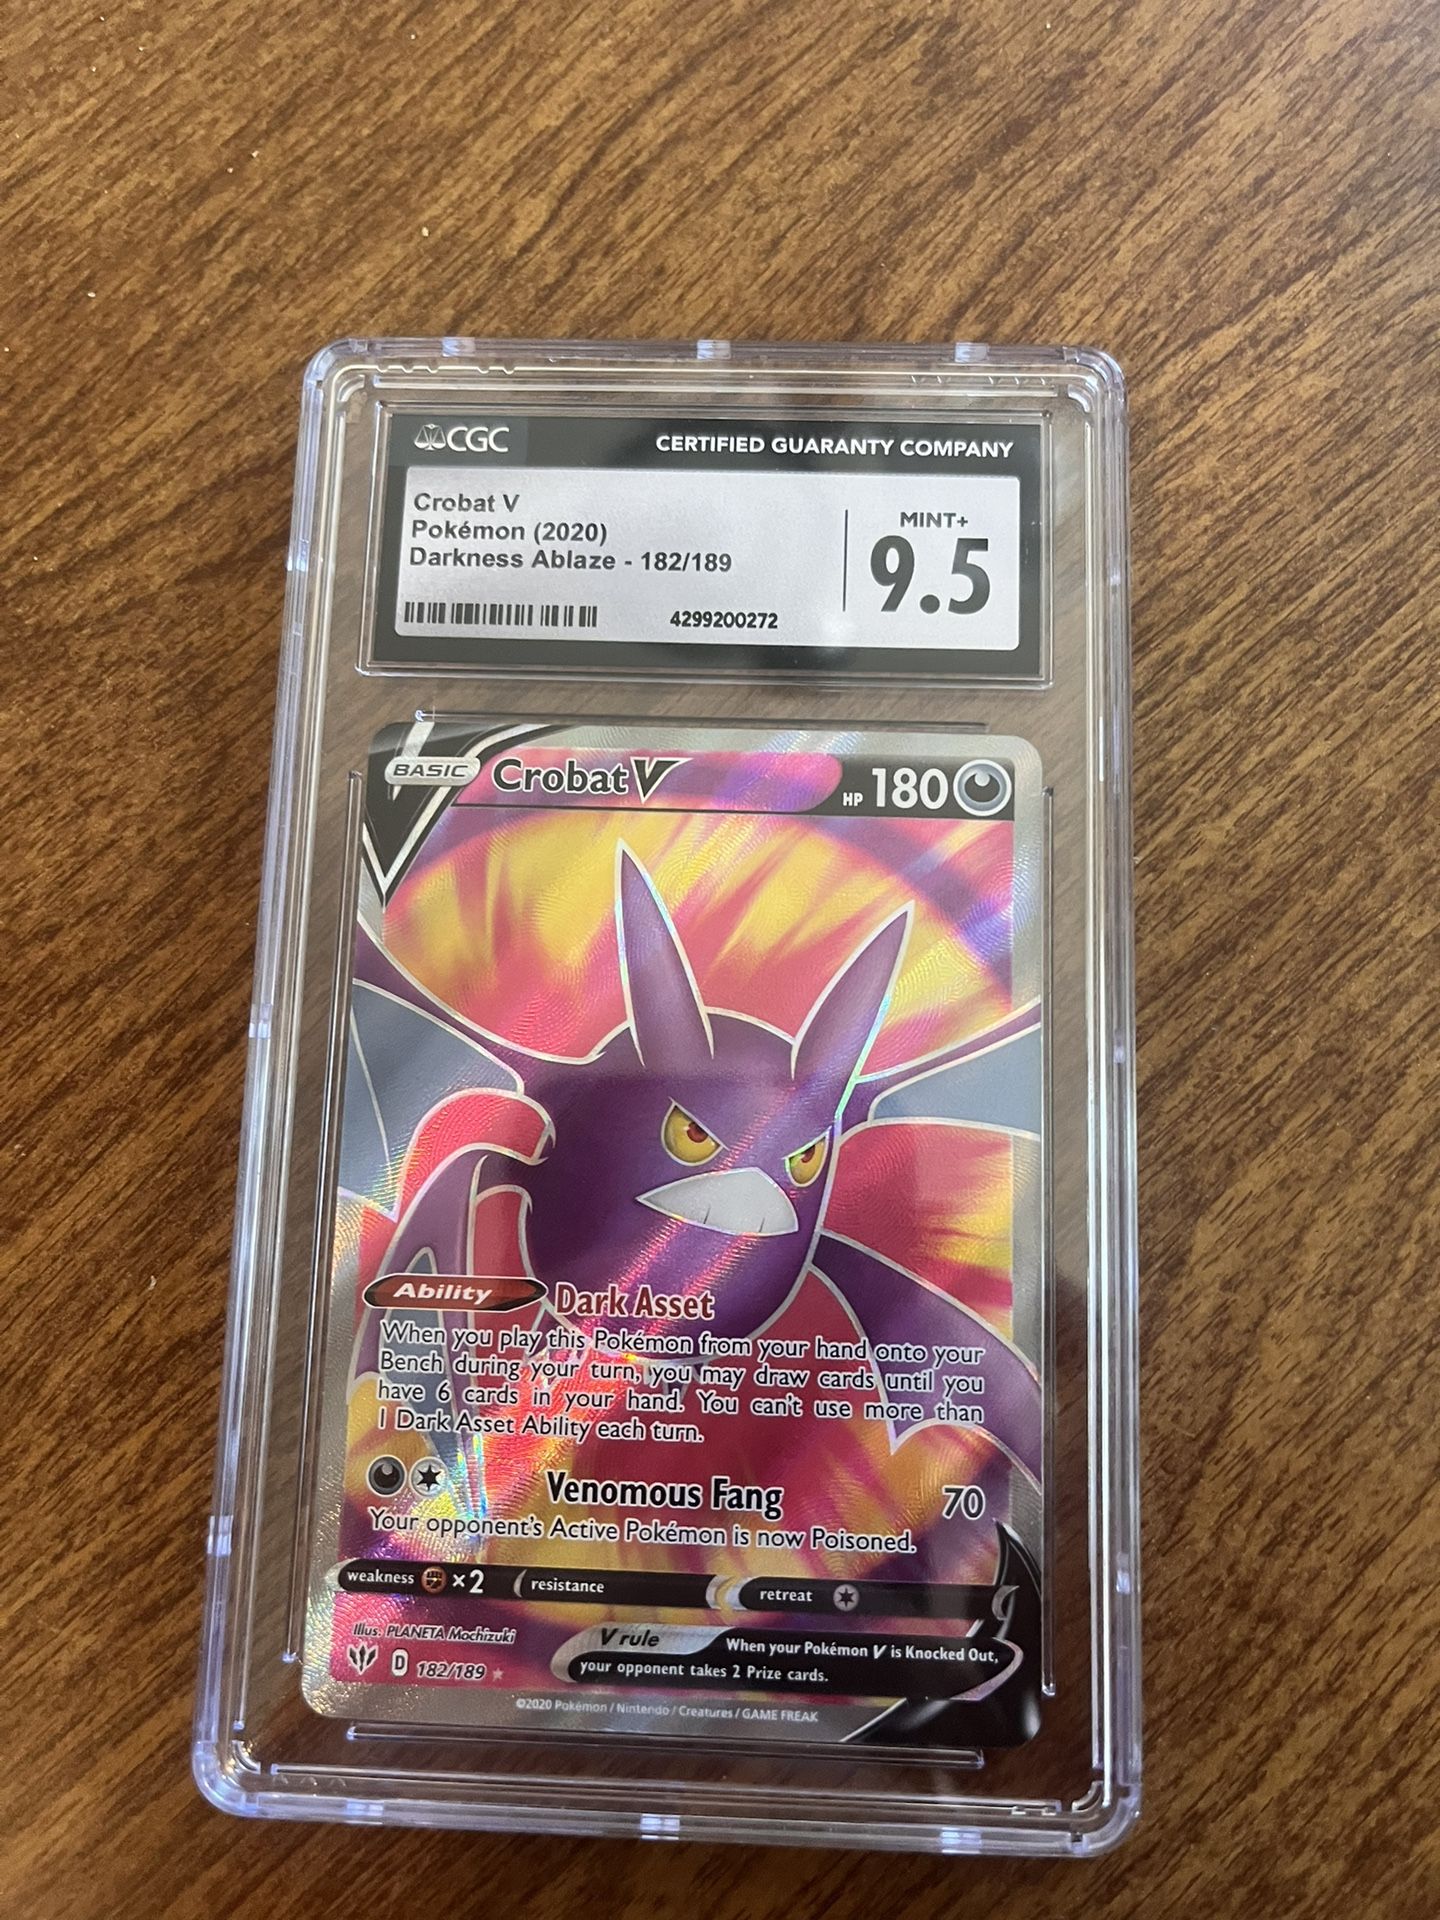 CGC
CERTIFIED GUARANTY COMPANY
Crobat V
Pokémon (2020)
Darkness Ablaze - 182/189
4299200272
MINT+
9.5
BASIC Crobat V HP 180
Ability Dark Asset
When you play this Pokémon from your hand onto your
Bench during your turn, you may draw cards until you
have 6 cards in your hand. You can't use more than
1 Dark Asset Ability each turn.
Venomous Fang 70
Your opponent's Active Pokémon is now Poisoned.
weakness ×2 resistance retreat
Illus. PLANETA Mochizuki
D 182/189
V rule When your Pokémon V is Knocked Out,
your opponent takes 2 Prize cards.
©2020 Pokémon / Nintendo / Creatures / GAME FREAK